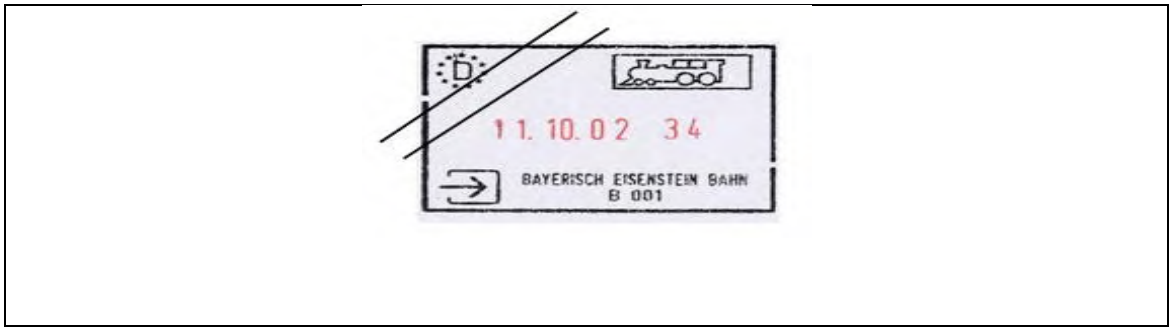 D
11. 10. 02 34
BAYERISCH EISENSTEIN BAHN
B 001